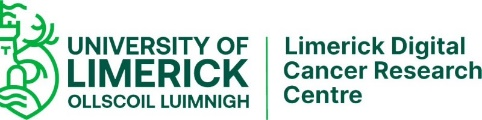 UNIVERSITY OF
LIMERICK
OLLSCOIL LUIMNIGH
Limerick Digital
Cancer Research
Centre